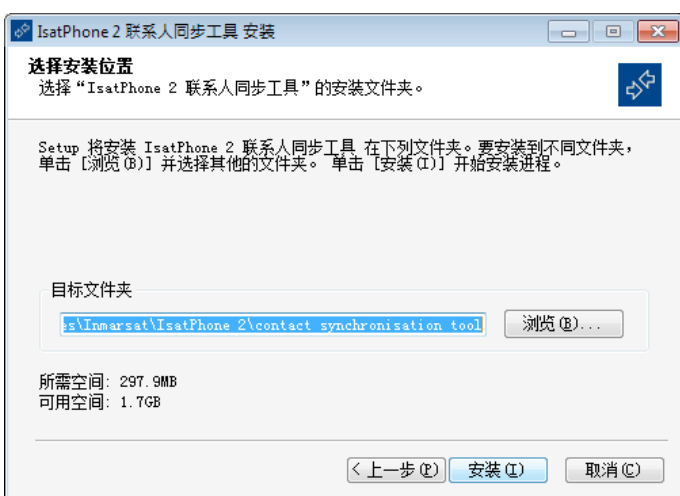 IsatPhone 2 联系人同步工具 安装
选择安装位置
选择“IsatPhone 2 联系人同步工具”的安装文件夹。
Setup 将安装 IsatPhone 2 联系人同步工具 在下列文件夹。要安装到不同文件夹，
单击 [浏览(B)] 并选择其他的文件夹。 单击 [安装(I)] 开始安装进程。
目标文件夹
es\Inmarsat\IsatPhone 2\contact synchronisation tool
浏览(B)...
所需空间: 297.9MB
可用空间: 1.7GB
< 上一步(P) 安装(I) 取消(C)